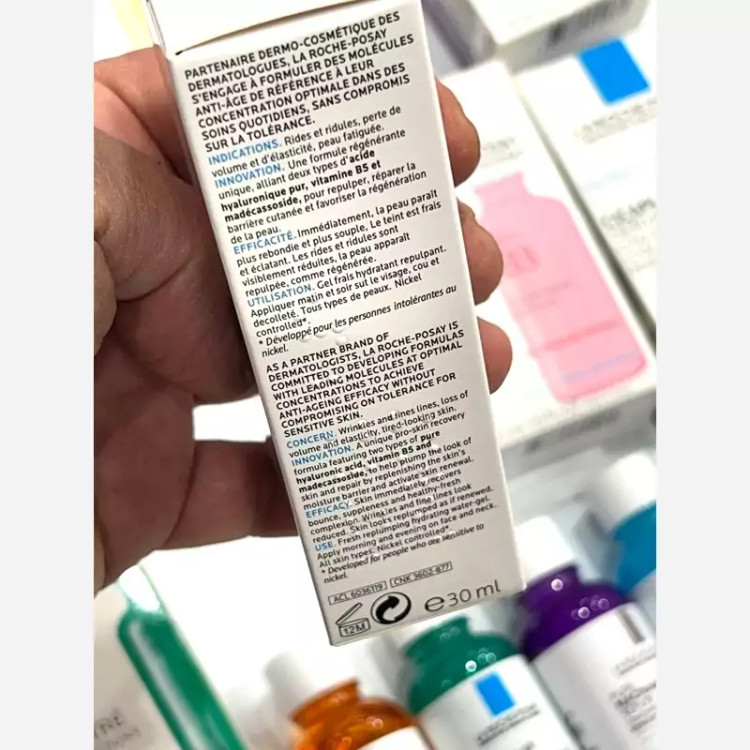 PARTENAIRE DERMO-COSMÉTIQUE DES
DERMATOLOGUES, LA ROCHE-POSAY
S'ENGAGE À FORMULER DES MOLÉCULES
ANTI-ÂGE DE RÉFÉRENCE À LEUR
CONCENTRATION OPTIMALE DANS DES
SOINS QUOTIDIENS, SANS COMPROMIS
SUR LA TOLÉRANCE.
INDICATIONS. Rides et ridules, perte de
volume et d'élasticité, peau fatiguée.
INNOVATION. Une formule régénérante
unique, alliant deux types d'acide
hyaluronique pur, vitamine B5 et
madécassoside, pour repulper, réparer la
barrière cutanée et favoriser la régénération
de la peau.
EFFICACITÉ. Immédiatement, la peau paraît
plus rebondie et plus souple. Le teint est frais
et éclatant. Les rides et ridules sont
visiblement réduites, la peau apparaît
repulpée, comme régénérée.
UTILISATION. Gel frais hydratant repulpant.
Appliquer matin et soir sur le visage, cou et
decolleté. Tous types de peaux. Nickel
controlled*.
* Développé pour les personnes intolérantes au
nickel.
AS A PARTNER BRAND OF
DERMATOLOGISTS, LA ROCHE-POSAY IS
COMMITTED TO DEVELOPING FORMULAS
WITH LEADING MOLECULES AT OPTIMAL
CONCENTRATIONS TO ACHIEVE
ANTI-AGEING EFFICACY WITHOUT
COMPROMISING ON TOLERANCE FOR
SENSITIVE SKIN.
CONCERN. Wrinkles and fines lines, loss of
volume and elasticity, tired-looking skin.
INNOVATION. A unique pro-skin recovery
formula featuring two types of pure
hyaluronic acid, vitamin B5 and
madecassoside, to help plump the look of
skin and repair by replenishing the skin's
moisture barrier and activate skin renewal.
EFFICACY. Skin immediately recovers
bounce, suppleness and healthy-fresh
complexion. Wrinkles and fine lines look
reduced. Skin looks replumped as if renewed.
USE. Fresh replumping hydrating water-gel.
Apply morning and evening on face and neck.
All skin types. Nickel controlled*.
* Developed for people who are sensitive to
nickel.
ACL 6036119 CNK 3602-877
12M e30 ml